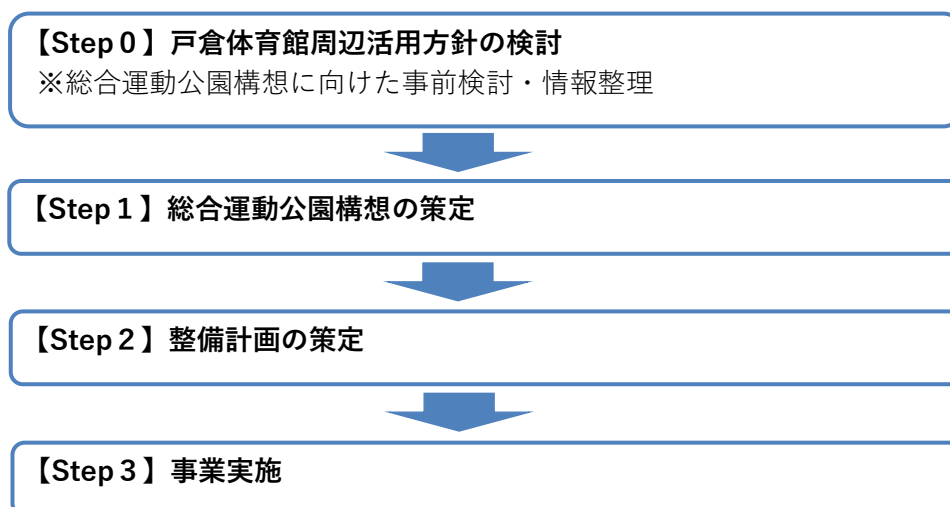 【Step０】戸倉体育館周辺活用方針の検討
※総合運動公園構想に向けた事前検討・情報整理
【Step１】総合運動公園構想の策定
【Step２】整備計画の策定
【Step３】事業実施